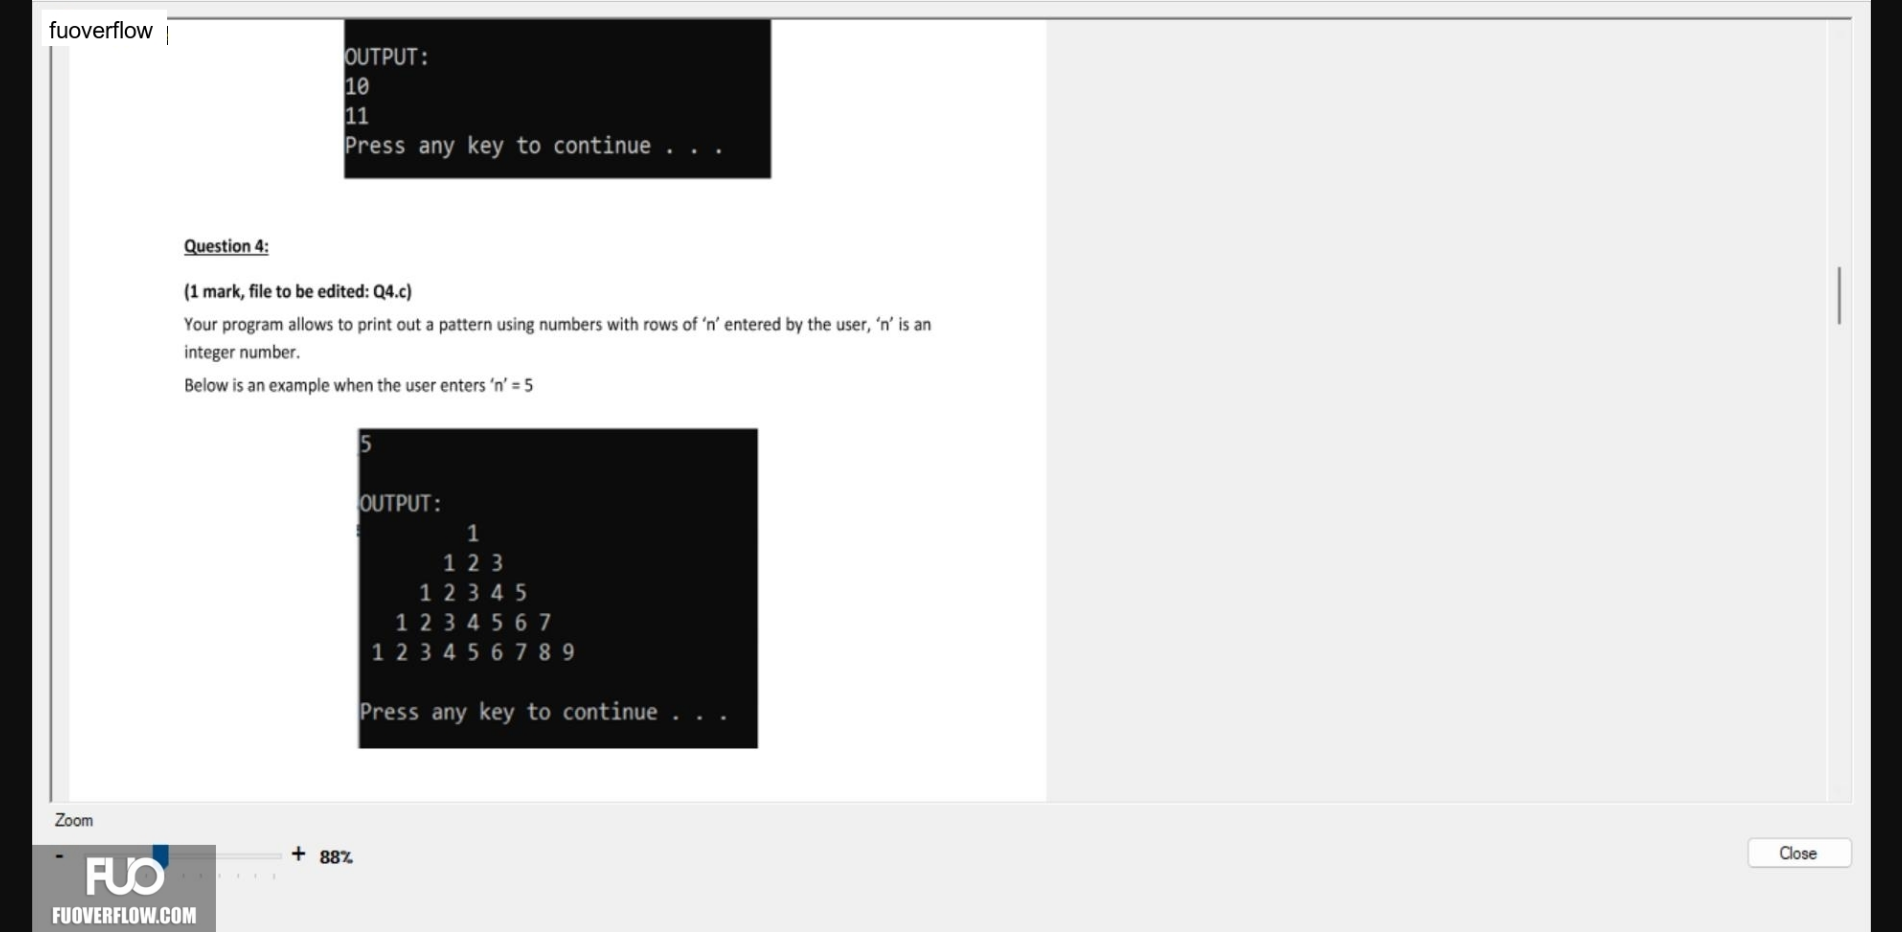 fuoverflow
OUTPUT:
10
11
Press any key to continue . . .
Question 4:
(1 mark, file to be edited: Q4.c)
Your program allows to print out a pattern using numbers with rows of ‘n’ entered by the user, ‘n’ is an
integer number.
Below is an example when the user enters ‘n’ = 5
5
OUTPUT:
1
1 2 3
1 2 3 4 5
1 2 3 4 5 6 7
1 2 3 4 5 6 7 8 9
Press any key to continue . . .
Zoom
- + 88%
Close
FUO
FUOVERFLOW.COM